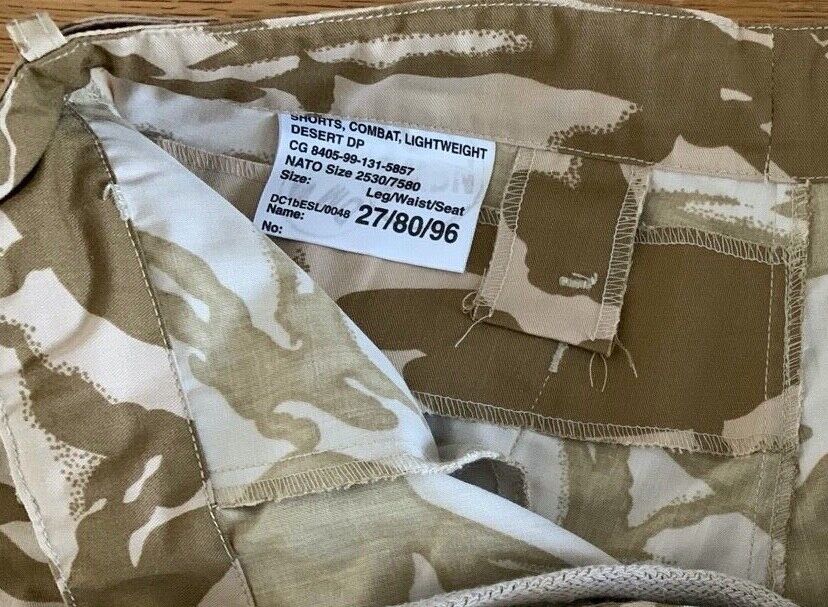 SHORTS, COMBAT, LIGHTWEIGHT
DESERT DP
CG 8405-99-131-5857
NATO Size 2530/7580
Size: Leg/Waist/Seat
DC1bESL/0048 27/80/96
Name:
No: